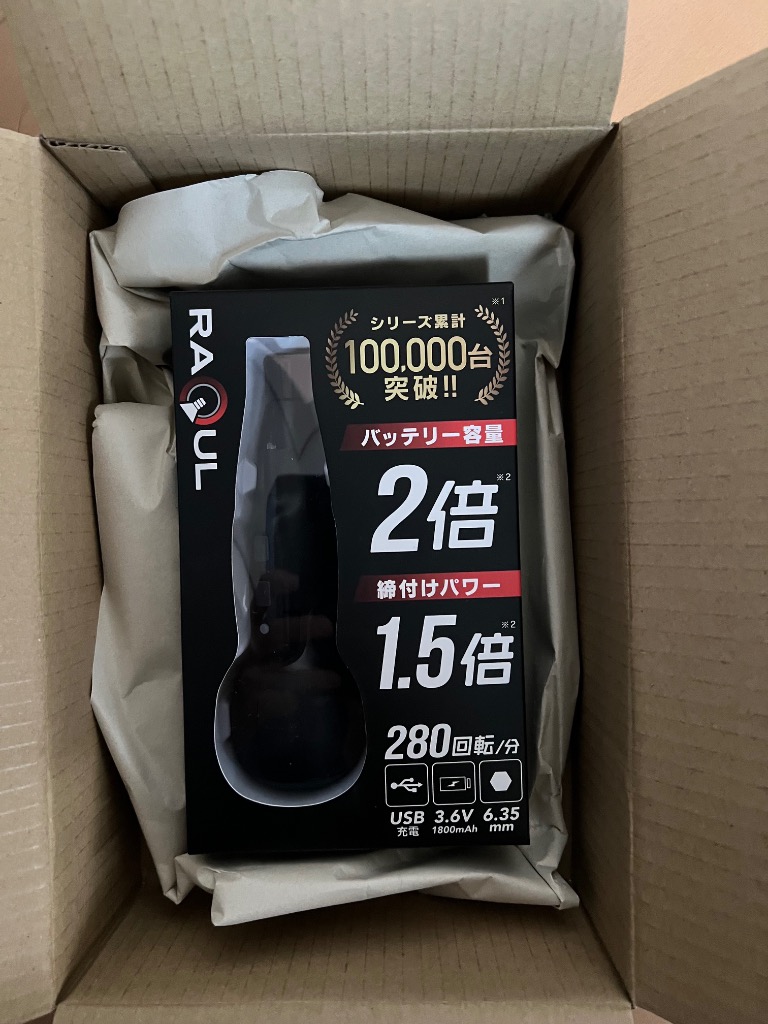 RAQUL
※1
シリーズ累計
100,000台
突破!!
バッテリー容量
2倍※2
締付けパワー
1.5倍※2
280回転/分
USB 3.6V 6.35
充電 1800mAh mm